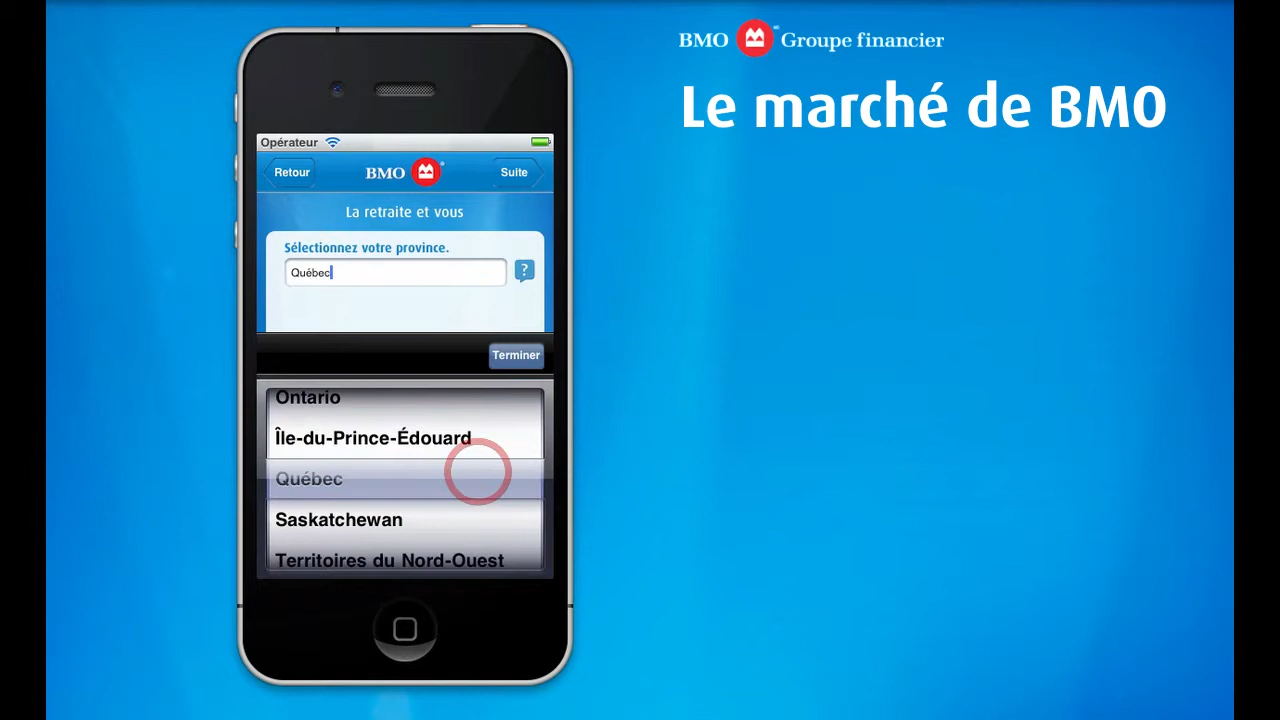 BMO Groupe financier
Le marché de BMO
Opérateur
Retour
BMO
Suite
La retraite et vous
Sélectionnez votre province.
Québec
?
Terminer
Ontario
Île-du-Prince-Édouard
Québec
Saskatchewan
Territoires du Nord-Ouest